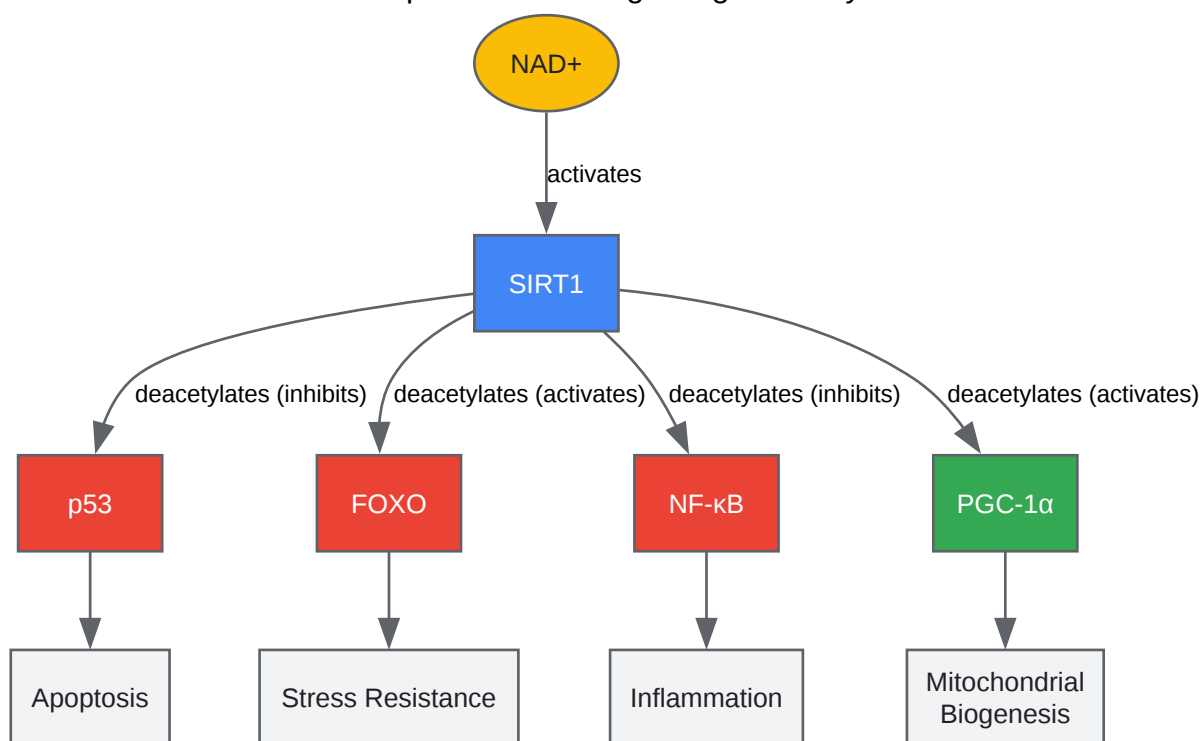 NAD+
activates
SIRT1
deacetylates (inhibits)
deacetylates (activates)
deacetylates (inhibits)
deacetylates (activates)
p53
FOXO
NF-κB
PGC-1α
Apoptosis
Stress Resistance
Inflammation
Mitochondrial
Biogenesis